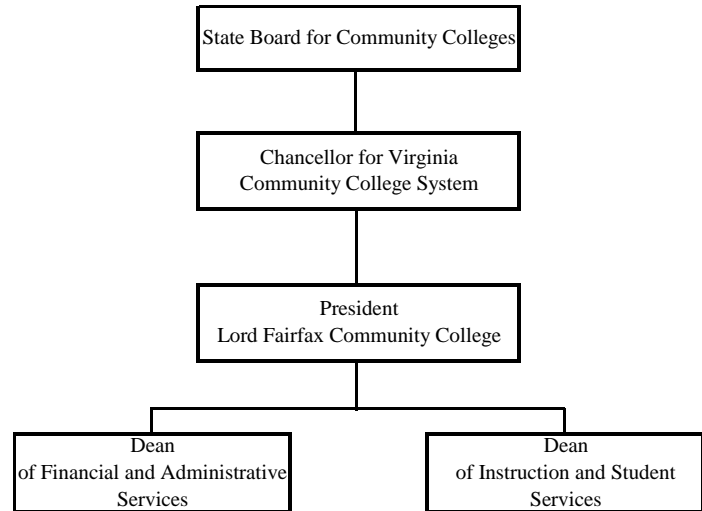 State Board for Community Colleges
Chancellor for Virginia
Community College System
President
Lord Fairfax Community College
Dean
of Financial and Administrative
Services
Dean
of Instruction and Student
Services